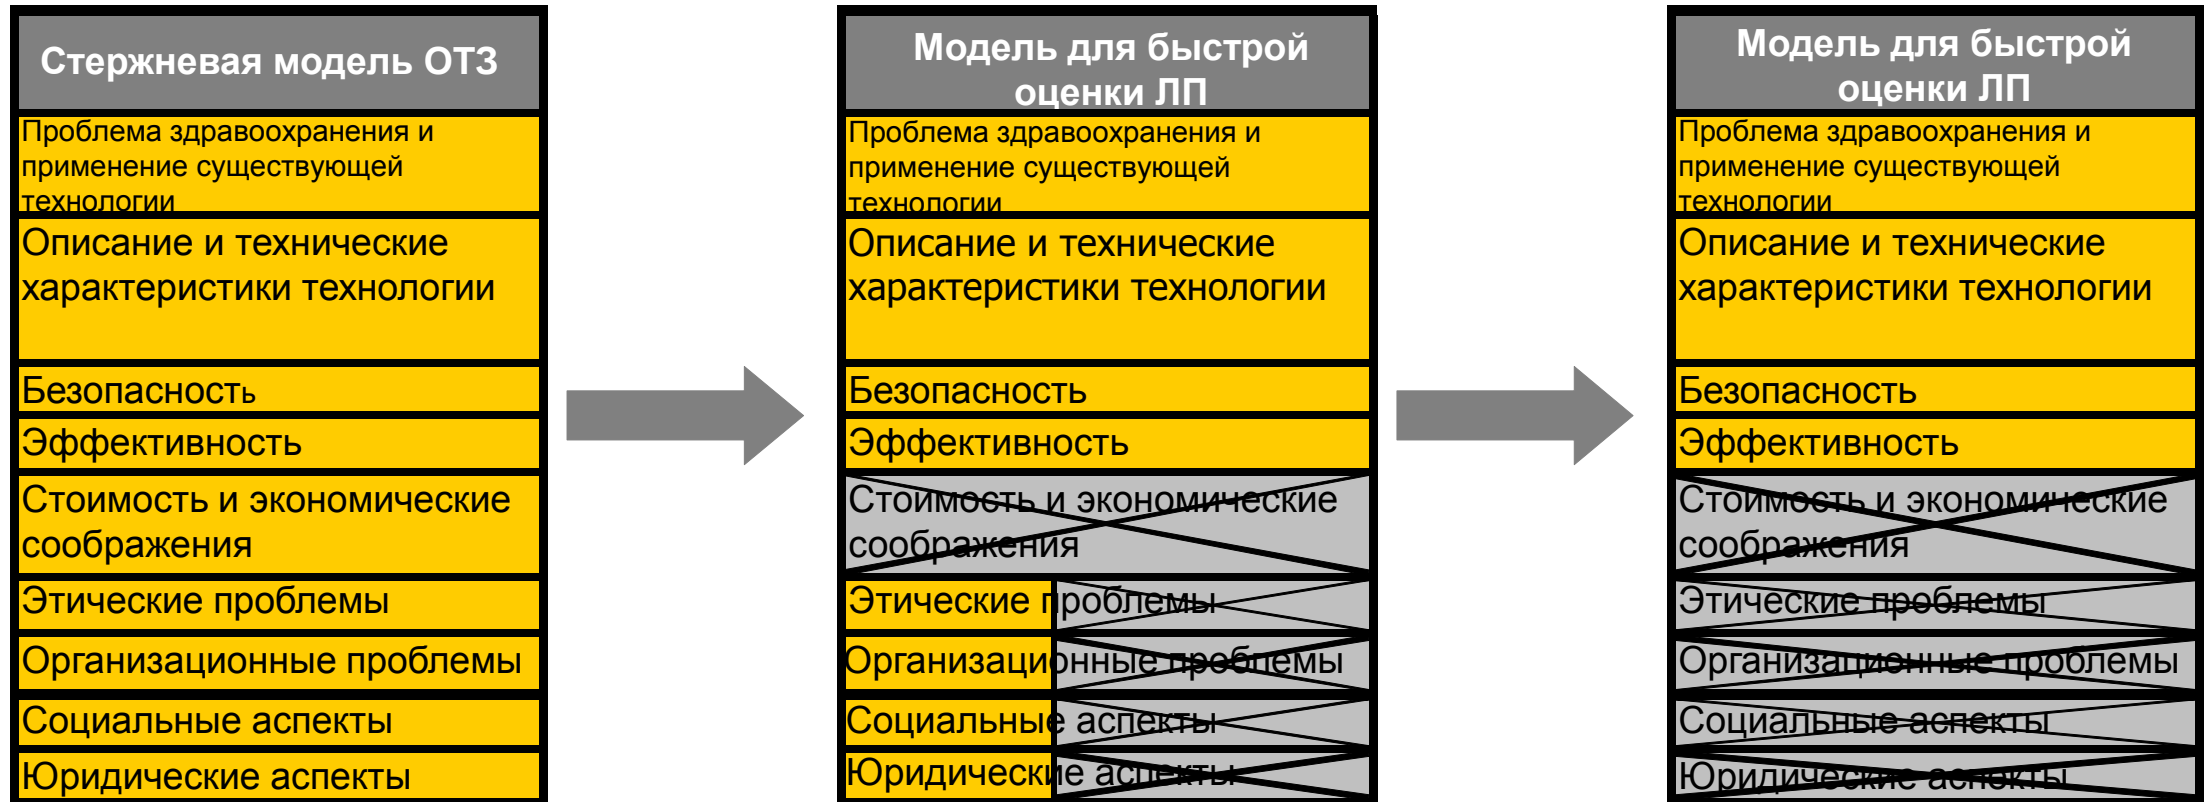 Стержневая модель ОТЗ
Проблема здравоохранения и
применение существующей
технологии
Описание и технические
характеристики технологии
Безопасность
Эффективность
Стоимость и экономические
соображения
Этические проблемы
Организационные проблемы
Социальные аспекты
Юридические аспекты
Модель для быстрой
оценки ЛП
Проблема здравоохранения и
применение существующей
технологии
Описание и технические
характеристики технологии
Безопасность
Эффективность
Стоимость и экономические
соображения
Этические проблемы
Организационные проблемы
Социальные аспекты
Юридические аспекты
Модель для быстрой
оценки ЛП
Проблема здравоохранения и
применение существующей
технологии
Описание и технические
характеристики технологии
Безопасность
Эффективность
Стоимость и экономические
соображения
Этические проблемы
Организационные проблемы
Социальные аспекты
Юридические аспекты